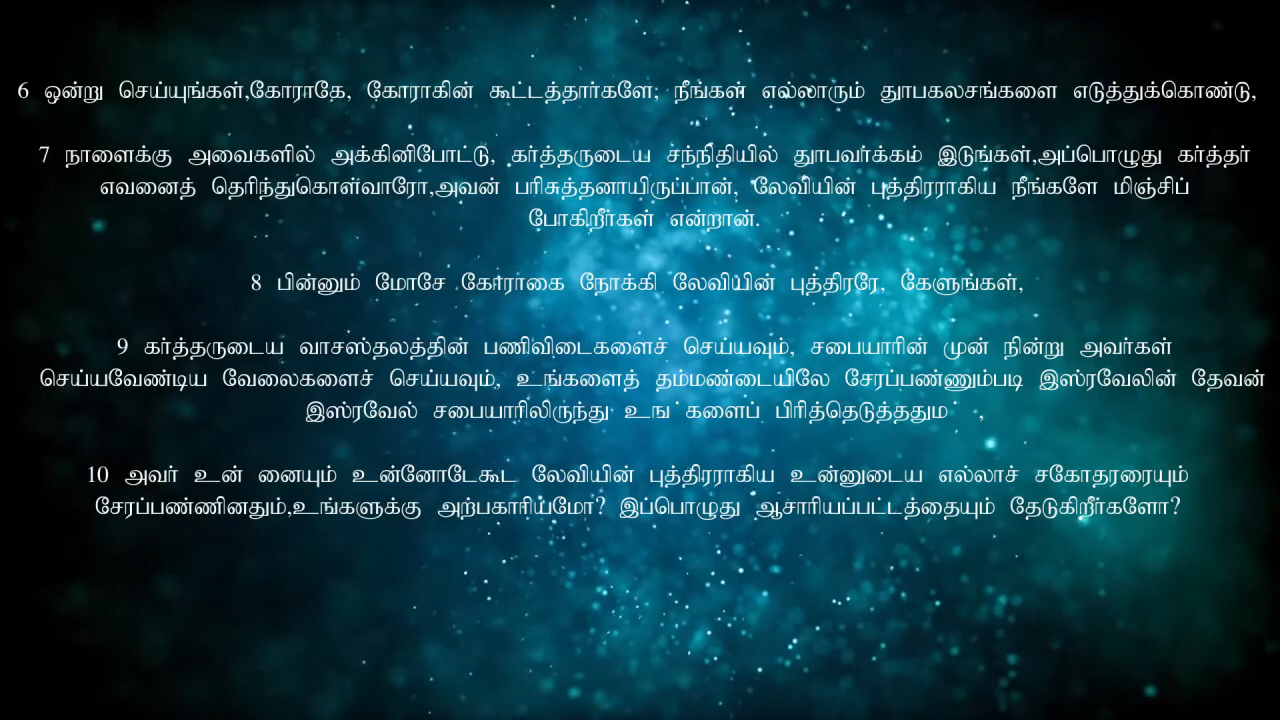 6 ஒன்று செய்யுங்கள்,கோராதே, கோராகின் கூட்டத்தார்களே; நீங்கள் எல்லாரும் துாபகலசங்களை எடுத்துக்கொண்டு,
7 நாளைக்கு அவைகளில் அக்கினிபோட்டு, கர்த்தருடைய சந்நிதியில் துாபவர்க்கம் இடுங்கள்,அப்பொழுது கர்த்தர்
எவனைத் தெரிந்துகொள்வாரோ,அவன் பரிசுத்தனாயிருப்பான், லேவியின் புத்திரராகிய நீங்களே மிஞ்சிப்
போகிறீர்கள் என்றான்.
8 பின்னும் மோசே கோராகை நோக்கி லேவியின் புத்திரரே, கேளுங்கள்,
9 கர்த்தருடைய வாசஸ்தலத்தின் பணிவிடைகளைச் செய்யவும், சபையாரின் முன் நின்று அவர்கள்
செய்யவேண்டிய வேலைகளைச் செய்யவும், உங்களைத் தம்மண்டையிலே சேரப்பண்ணும்படி இஸ்ரவேலின் தேவன்
இஸ்ரவேல் சபையாரிலிருந்து உங ் களைப் பிரித்தெடுத்ததும ் ,
10 அவர் உன் னையும் உன்னோடேகூட லேவியின் புத்திரராகிய உன்னுடைய எல்லாச் சகோதரரையும்
சேரப்பண்ணினதும்,உங்களுக்கு அற்பகாரியமோ? இப்பொழுது ஆசாரியப்பட்டத்தையும் தேடுகிறீர்களோ?